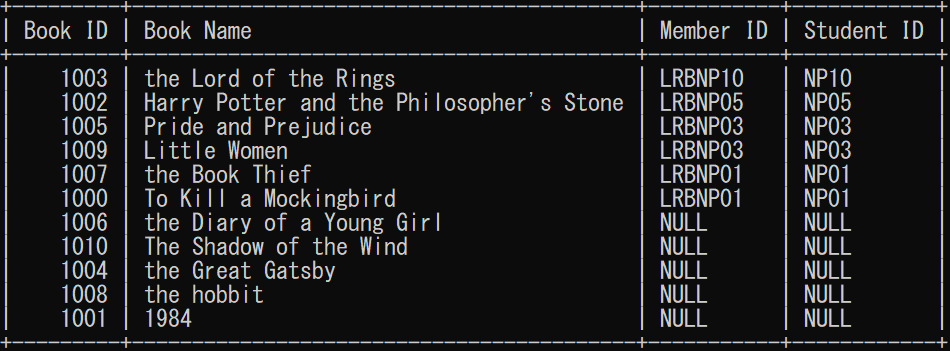 | Book ID | Book Name | Member ID | Student ID |
| 1003 | the Lord of the Rings | LRBNP10 | NP10 |
| 1002 | Harry Potter and the Philosopher's Stone | LRBNP05 | NP05 |
| 1005 | Pride and Prejudice | LRBNP03 | NP03 |
| 1009 | Little Women | LRBNP03 | NP03 |
| 1007 | the Book Thief | LRBNP01 | NP01 |
| 1000 | To Kill a Mockingbird | LRBNP01 | NP01 |
| 1006 | the Diary of a Young Girl | NULL | NULL |
| 1010 | The Shadow of the Wind | NULL | NULL |
| 1004 | the Great Gatsby | NULL | NULL |
| 1008 | the hobbit | NULL | NULL |
| 1001 | 1984 | NULL | NULL |